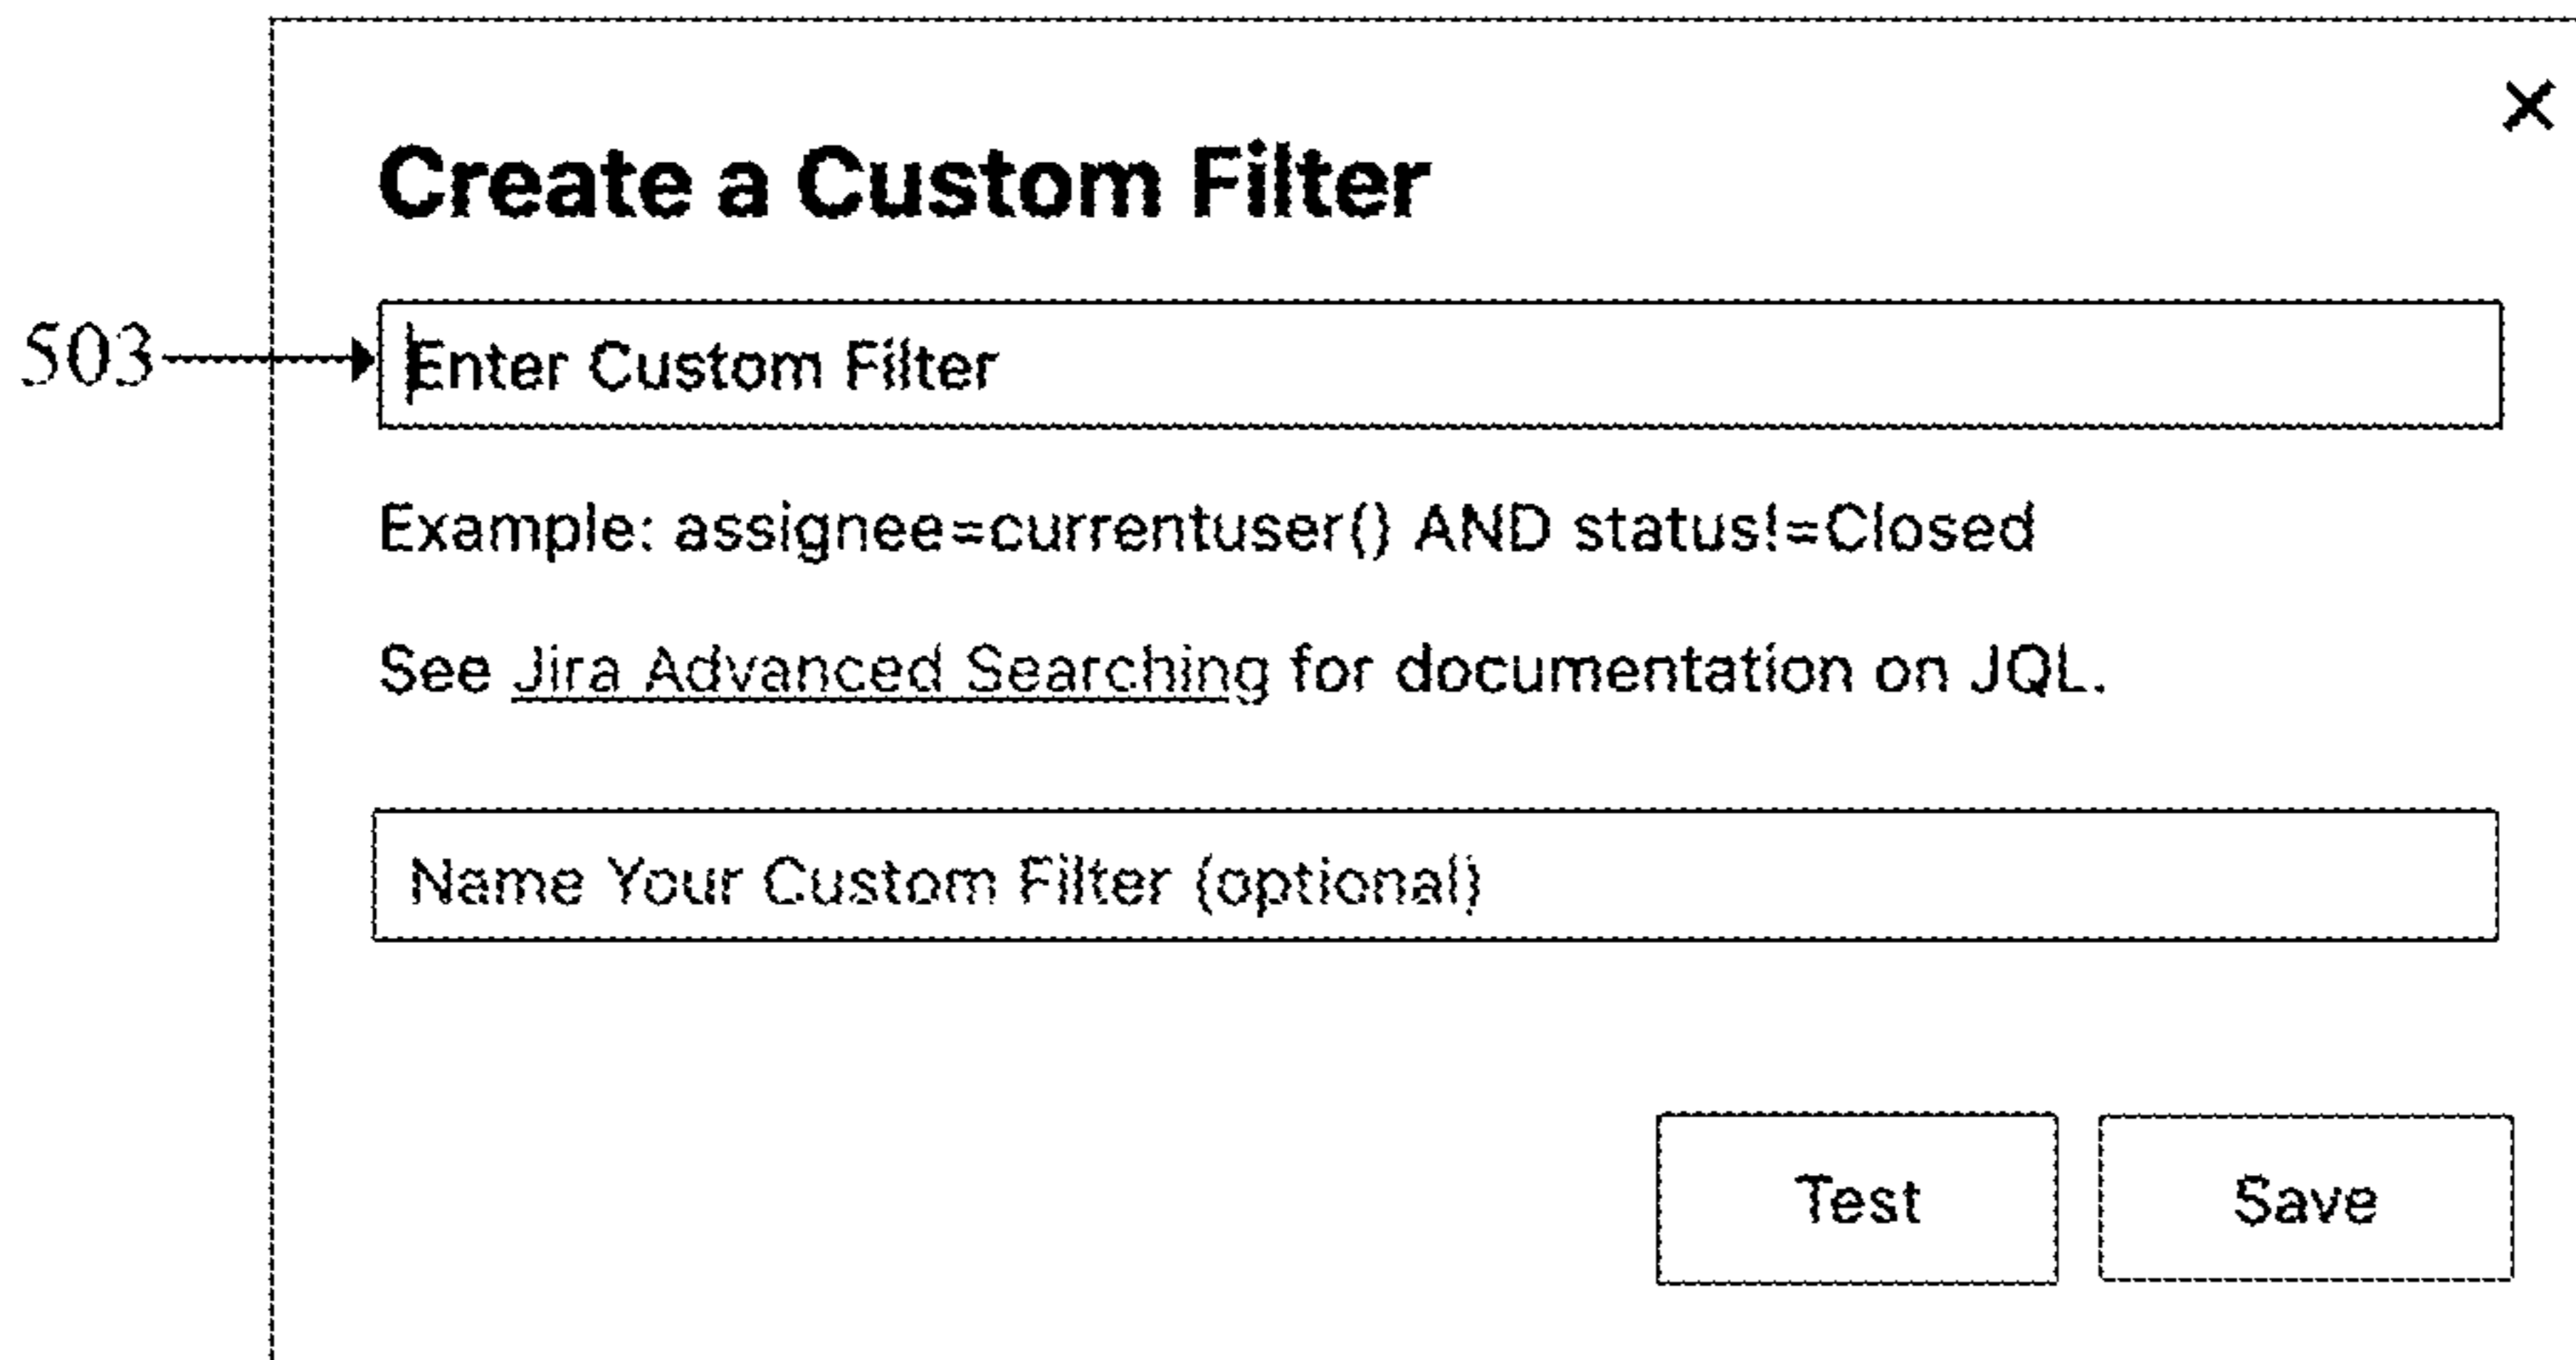 ×
Create a Custom Filter
503
Enter Custom Filter
Example: assignee=currentuser() AND status!=Closed
See Jira Advanced Searching for documentation on JQL.
Name Your Custom Filter (optional)
Test Save